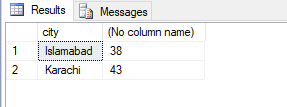 Results Messages
city (No column name)
1 Islamabad 38
2 Karachi 43